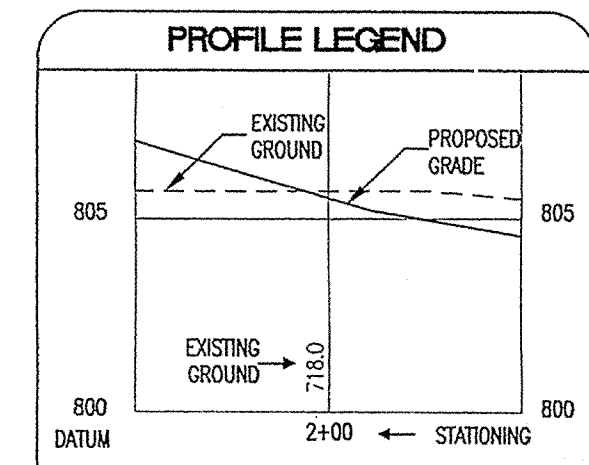 PROFILE LEGEND
EXISTING
GROUND
PROPOSED
GRADE
805
805
EXISTING
GROUND
718.0
800
800
DATUM
2+00
STATIONING